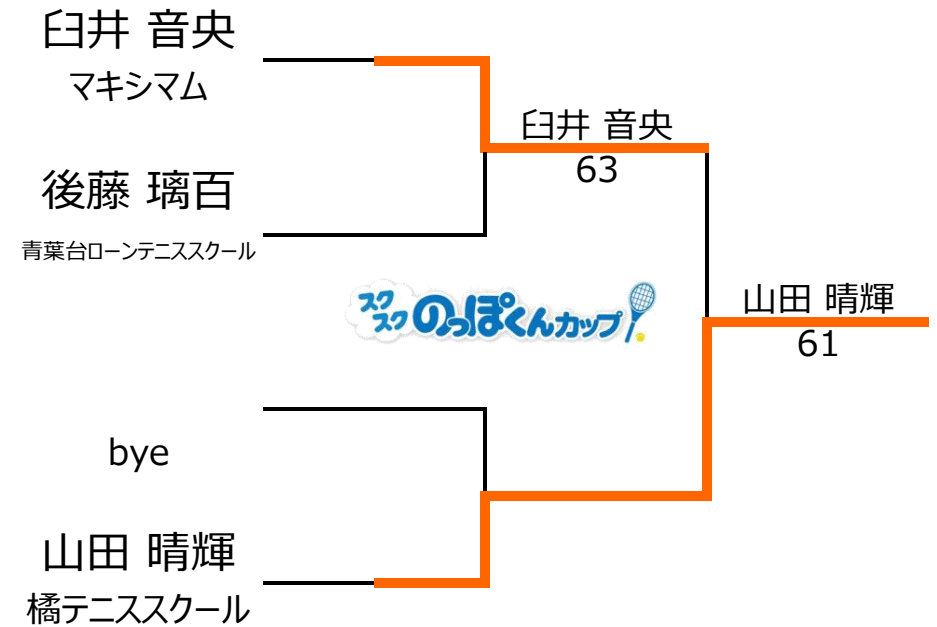 臼井 音央
マキシマム
臼井 音央
63
後藤 璃百
青葉台ローンテニススクール
スクスク のっぽくんカップ
山田 晴輝
61
bye
山田 晴輝
橘テニススクール